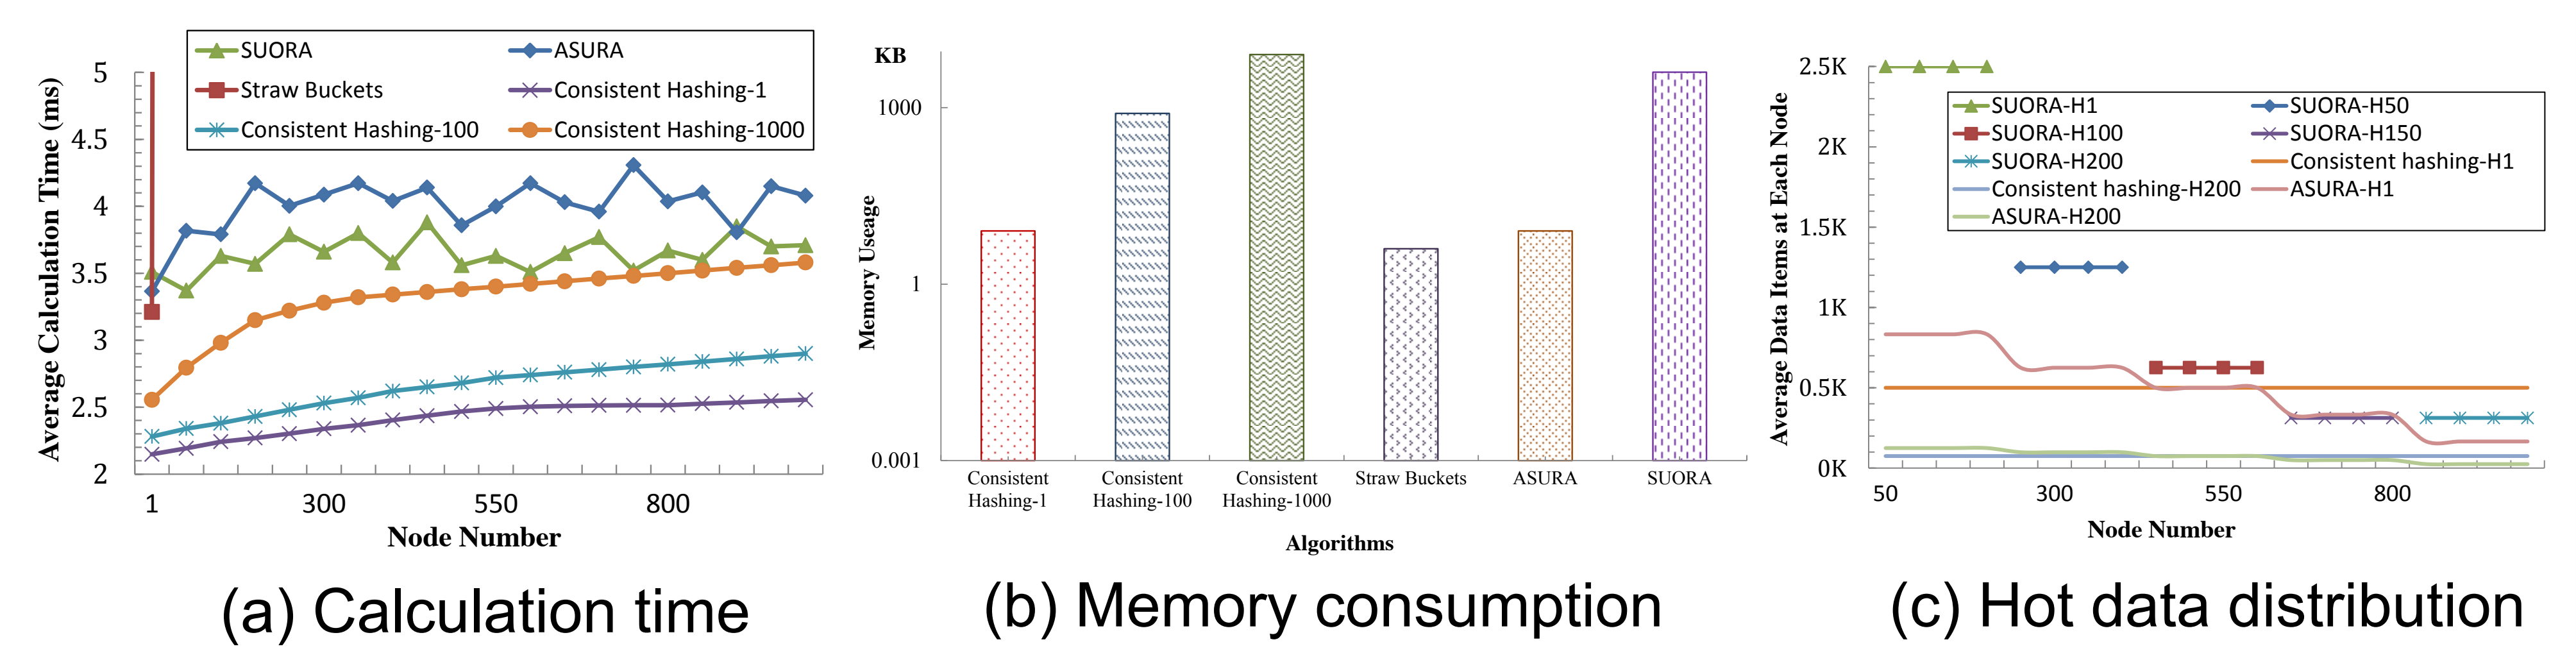 SUORA
ASURA
Straw Buckets
Consistent Hashing-1
Consistent Hashing-100
Consistent Hashing-1000
Average Calculation Time (ms)
5
4.5
4
3.5
3
2.5
2
1
300
550
800
Node Number
(a) Calculation time
KB
1000
1
0.001
Memory Useage
Consistent
Hashing-1
Consistent
Hashing-100
Consistent
Hashing-1000
Straw Buckets
ASURA
SUORA
Algorithms
(b) Memory consumption
Average Data Items at Each Node
2.5K
2K
1.5K
1K
0.5K
0K
SUORA-H1
SUORA-H50
SUORA-H100
SUORA-H150
SUORA-H200
Consistent hashing-H1
Consistent hashing-H200
ASURA-H1
ASURA-H200
50
300
550
800
Node Number
(c) Hot data distribution